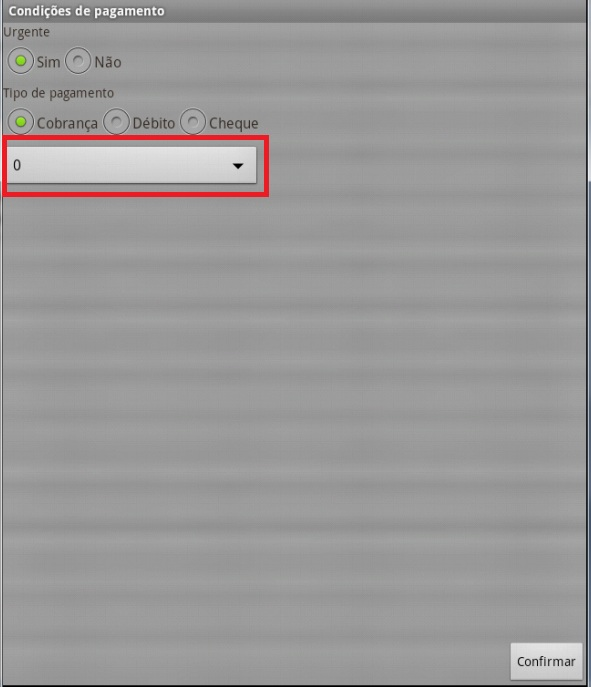 Condições de pagamento
Urgente
Sim Não
Tipo de pagamento
Cobrança Débito Cheque
0
Confirmar